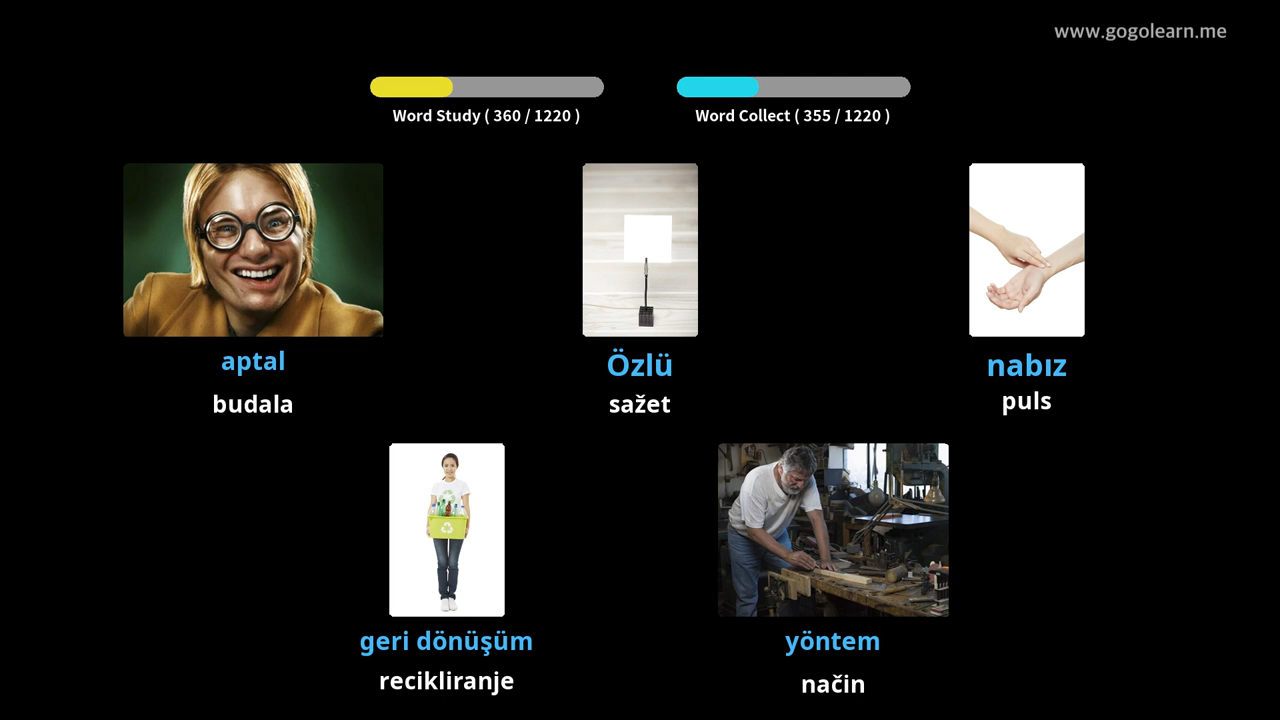 www.gogolearn.me
Word Study ( 360 / 1220 )
Word Collect ( 355 / 1220 )
aptal
budala
Özlü
sažet
nabız
puls
geri dönüşüm
recikliranje
yöntem
način